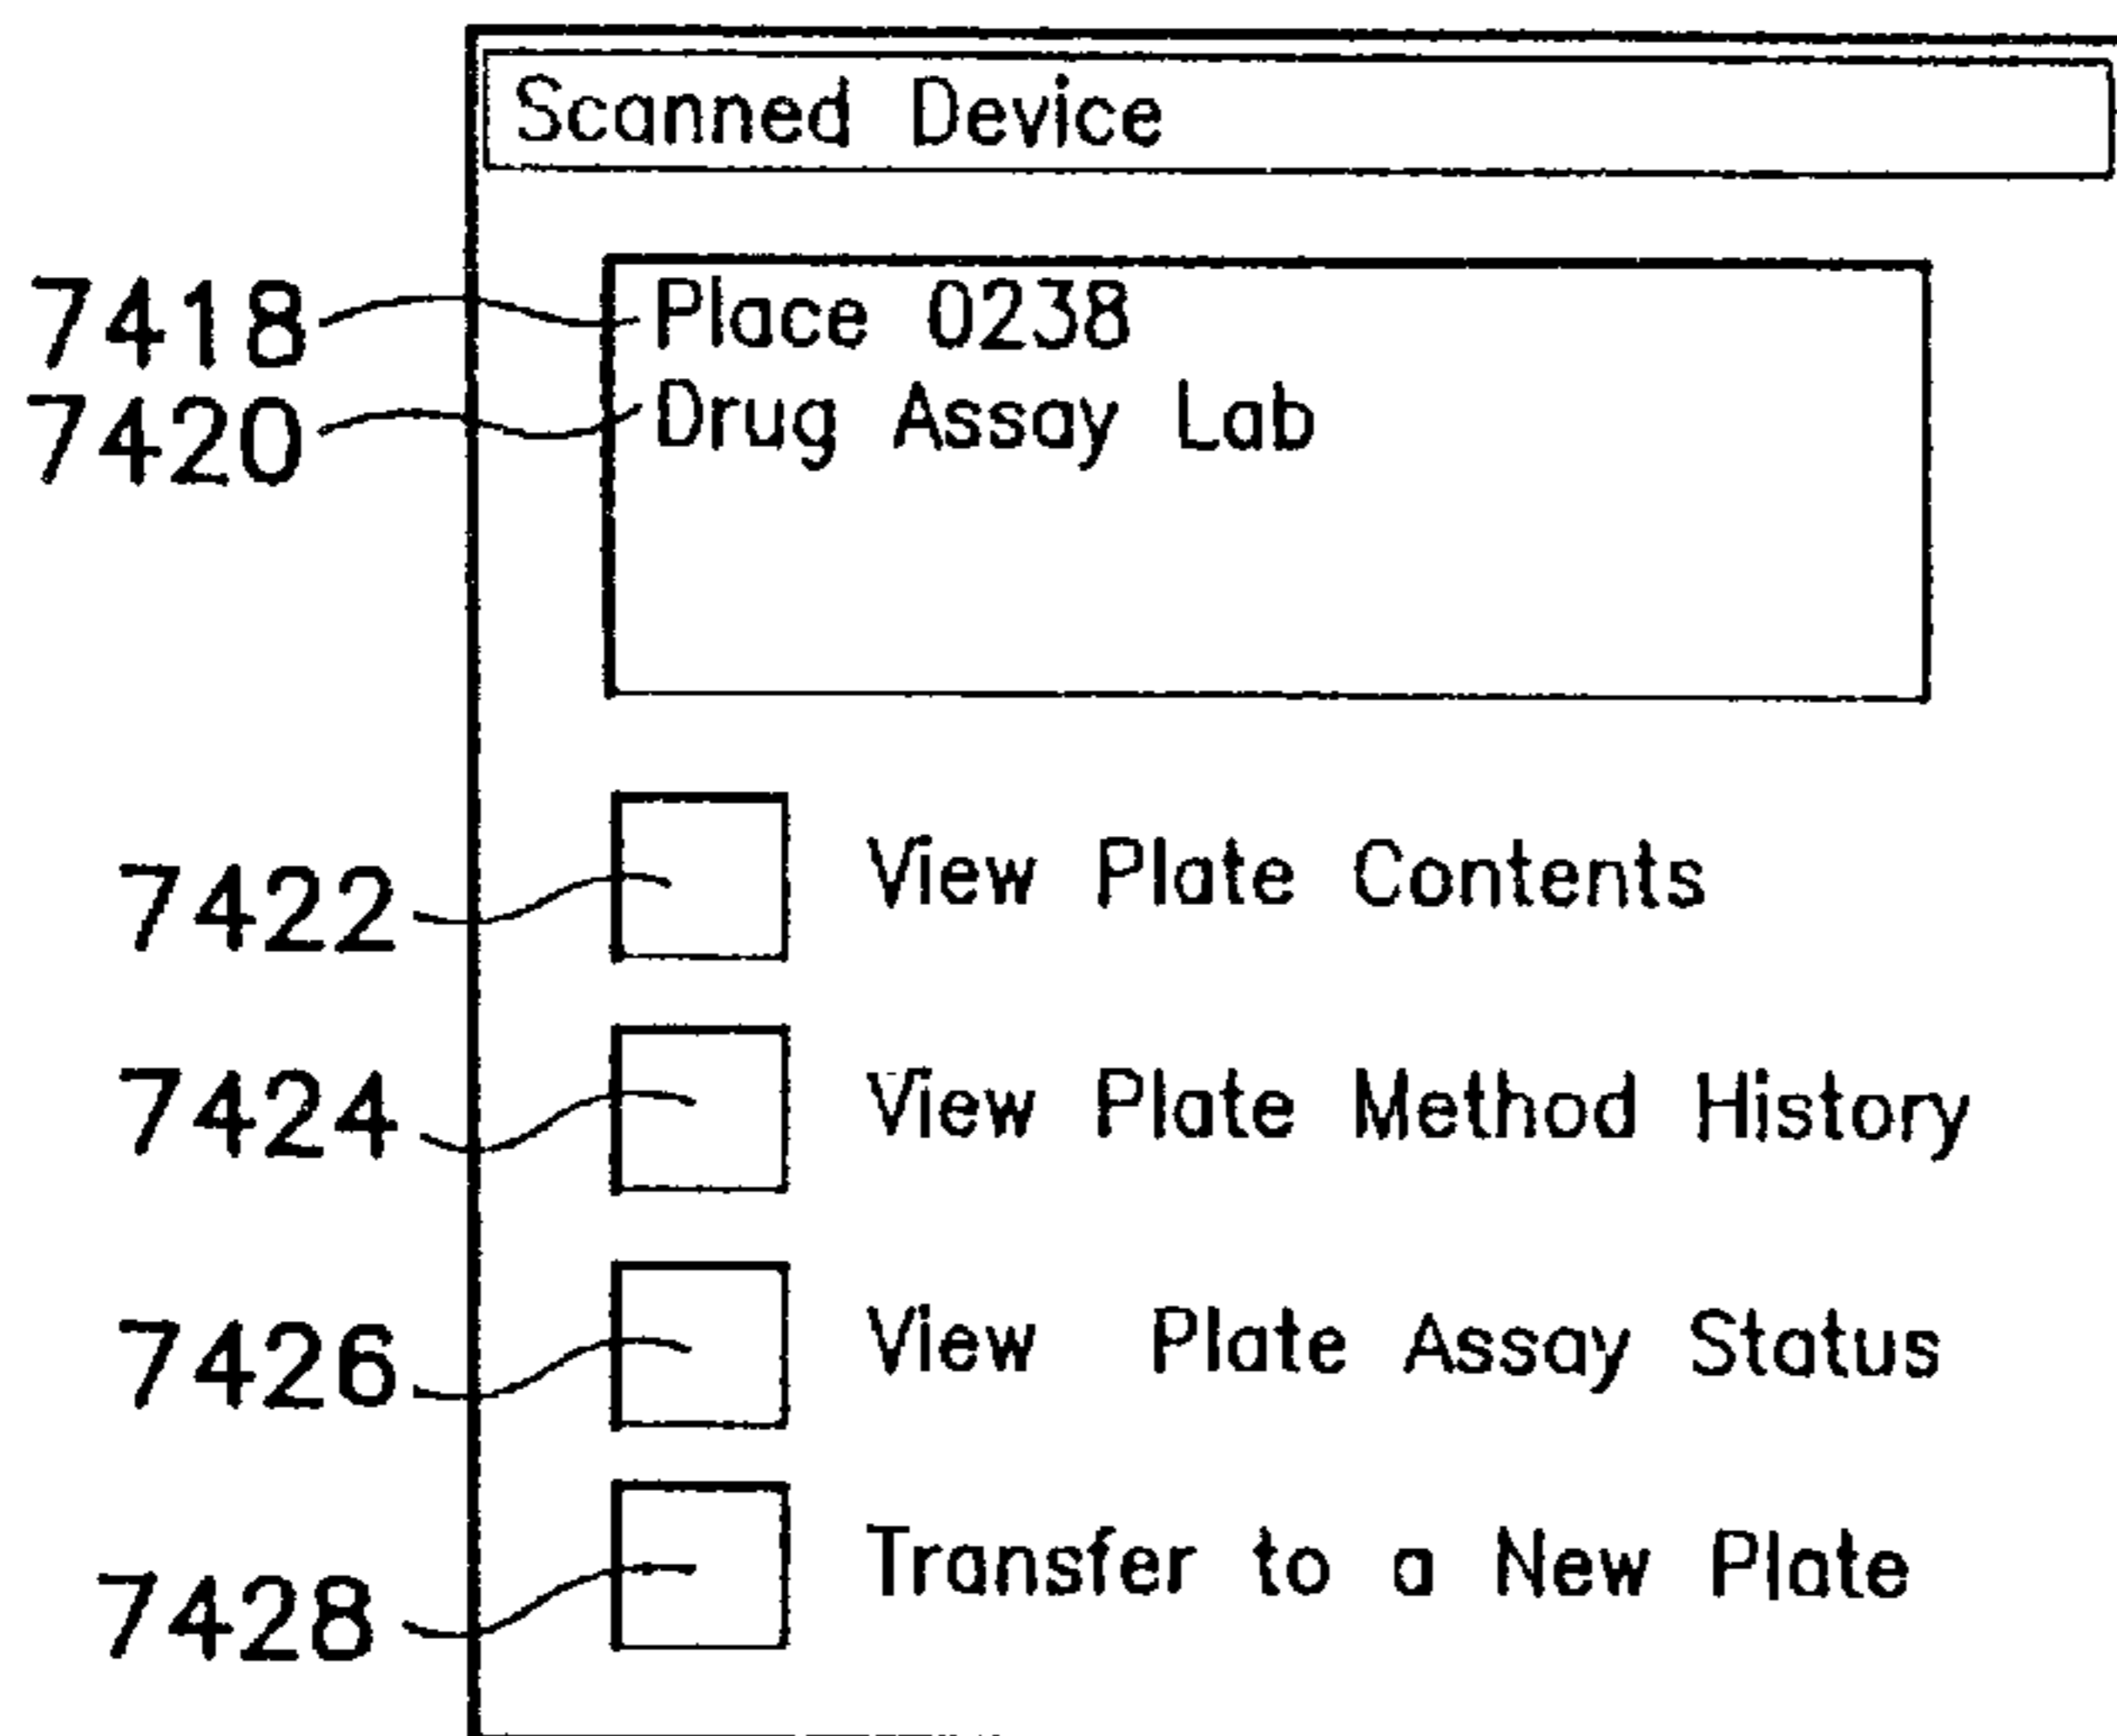 Scanned Device
7418 Place 0238
7420 Drug Assay Lab
7422 View Plate Contents
7424 View Plate Method History
7426 View Plate Assay Status
7428 Transfer to a New Plate